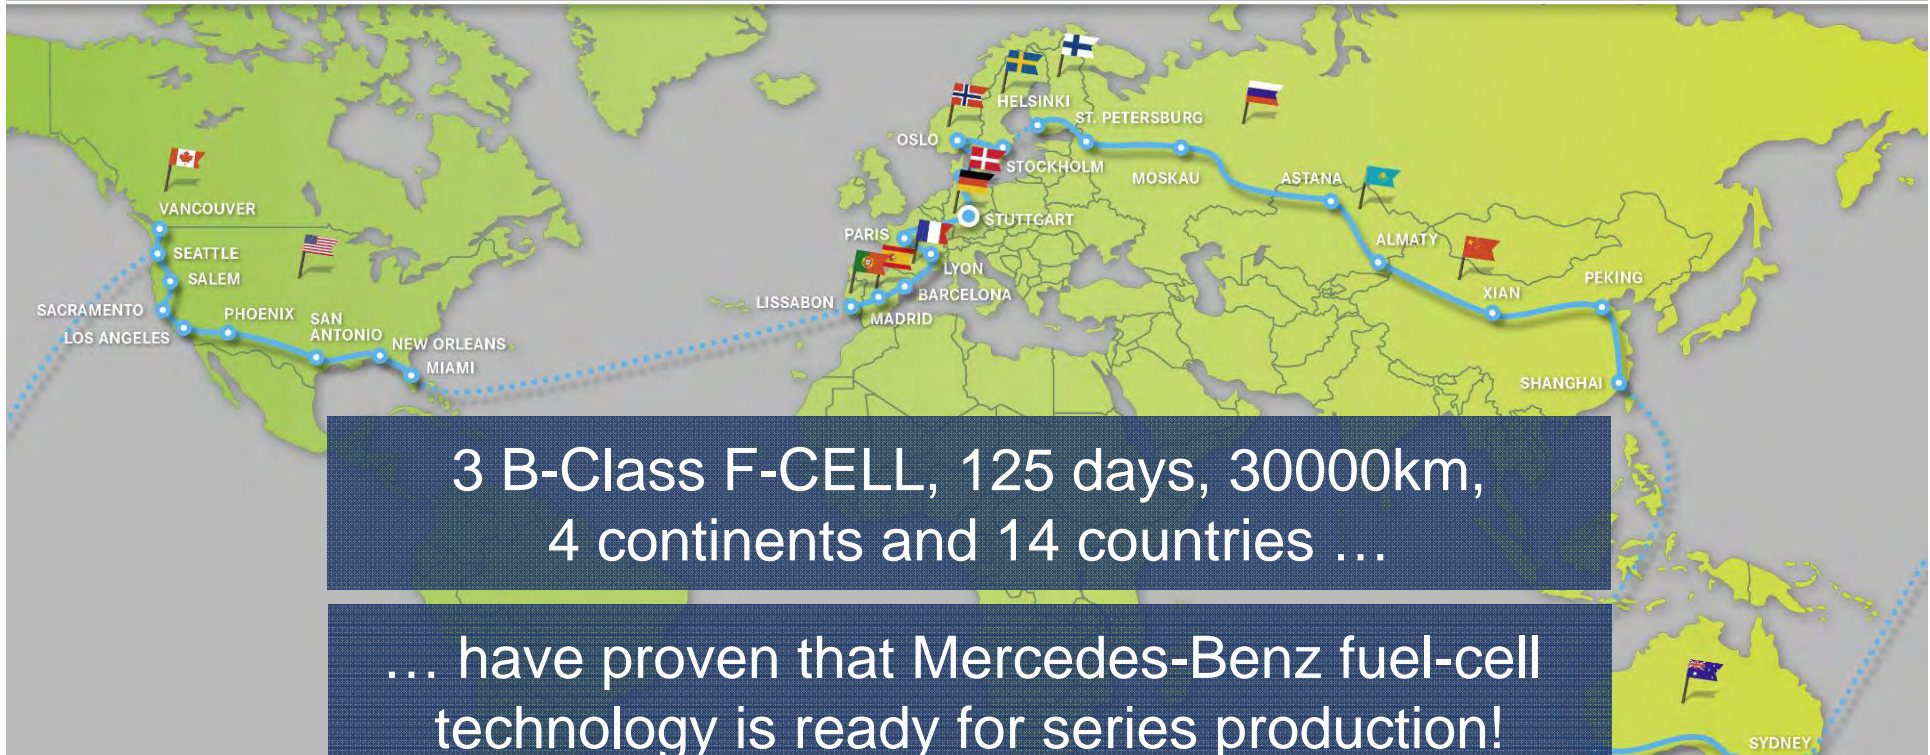 HELSINKI
ST. PETERSBURG
OSLO
STOCKHOLM
MOSKAU
ASTANA
VANCOUVER
STUTTGART
PARIS
ALMATY
SEATTLE
LYON
SALEM
PEKING
BARCELONA
XIAN
LISSABON
SACRAMENTO
PHOENIX
SAN
ANTONIO
MADRID
LOS ANGELES
NEW ORLEANS
MIAMI
SHANGHAI
3 B-Class F-CELL, 125 days, 30000km,
4 continents and 14 countries …
… have proven that Mercedes-Benz fuel-cell
technology is ready for series production!
SYDNEY